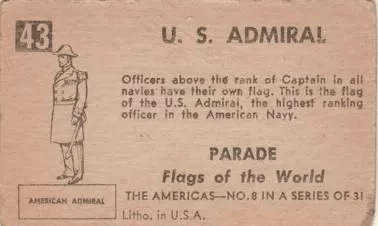 43
U. S. ADMIRAL
Officers above the rank of Captain in all
navies have their own flag. This is the flag
of the U.S. Admiral, the highest ranking
officer in the American Navy.
PARADE
Flags of the World
AMERICAN ADMIRAL
THE AMERICAS—NO. 8 IN A SERIES OF 31
Litho. in U.S.A.